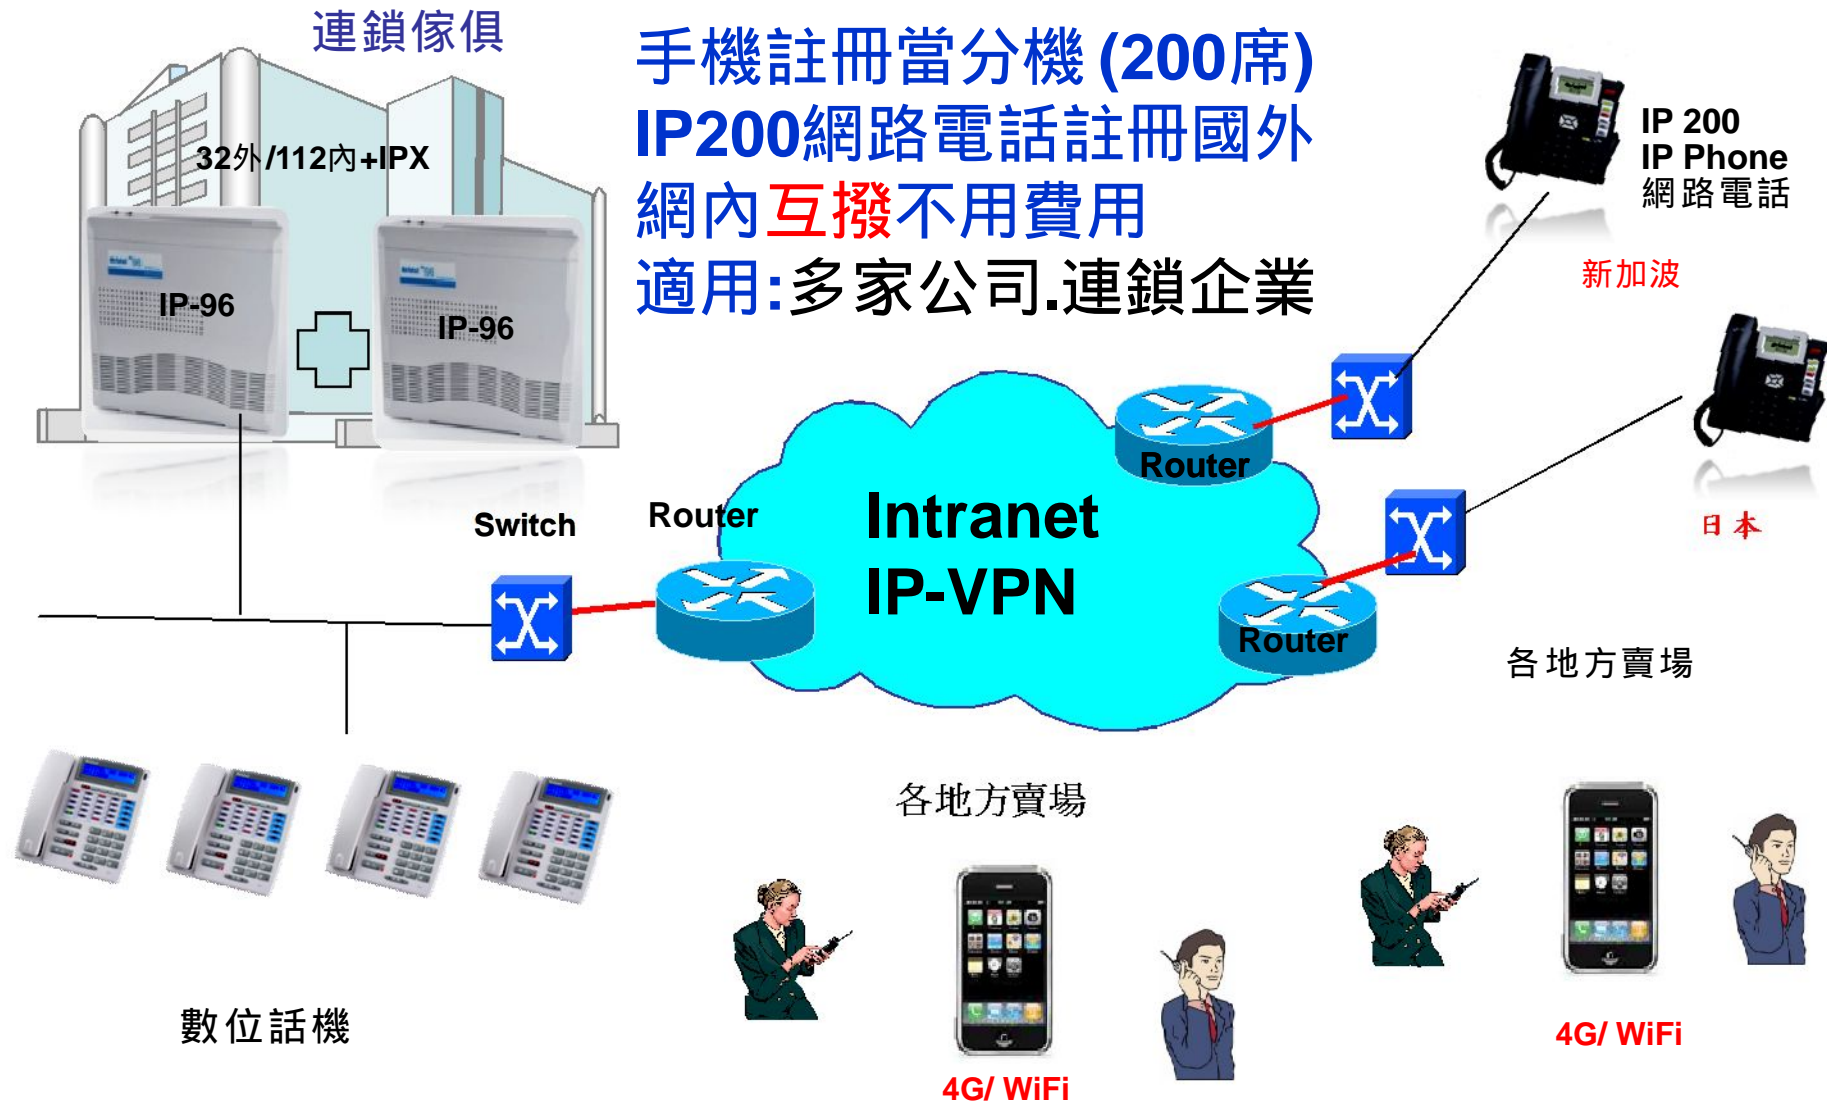 連鎖傢俱
手機註冊當分機 (200席)
IP200網路電話註冊國外
網內互撥不用費用
適用:多家公司.連鎖企業
32外/112內+IPX
IP-96
IP-96
IP 200
IP Phone
網路電話
新加波
日本
Router
Switch
Router
Intranet
IP-VPN
Router
各地方賣場
各地方賣場
數位話機
4G/ WiFi
4G/ WiFi